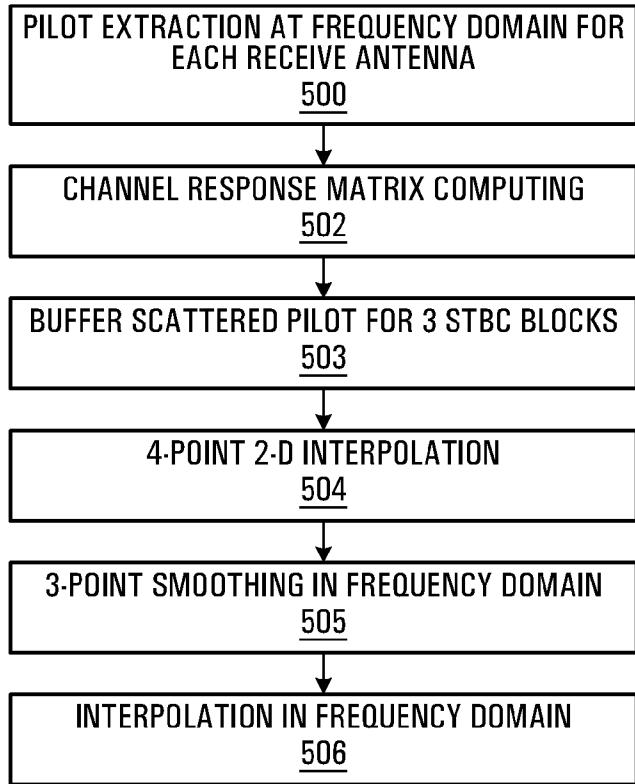 PILOT EXTRACTION AT FREQUENCY DOMAIN FOR
EACH RECEIVE ANTENNA
500
CHANNEL RESPONSE MATRIX COMPUTING
502
BUFFER SCATTERED PILOT FOR 3 STBC BLOCKS
503
4-POINT 2-D INTERPOLATION
504
3-POINT SMOOTHING IN FREQUENCY DOMAIN
505
INTERPOLATION IN FREQUENCY DOMAIN
506